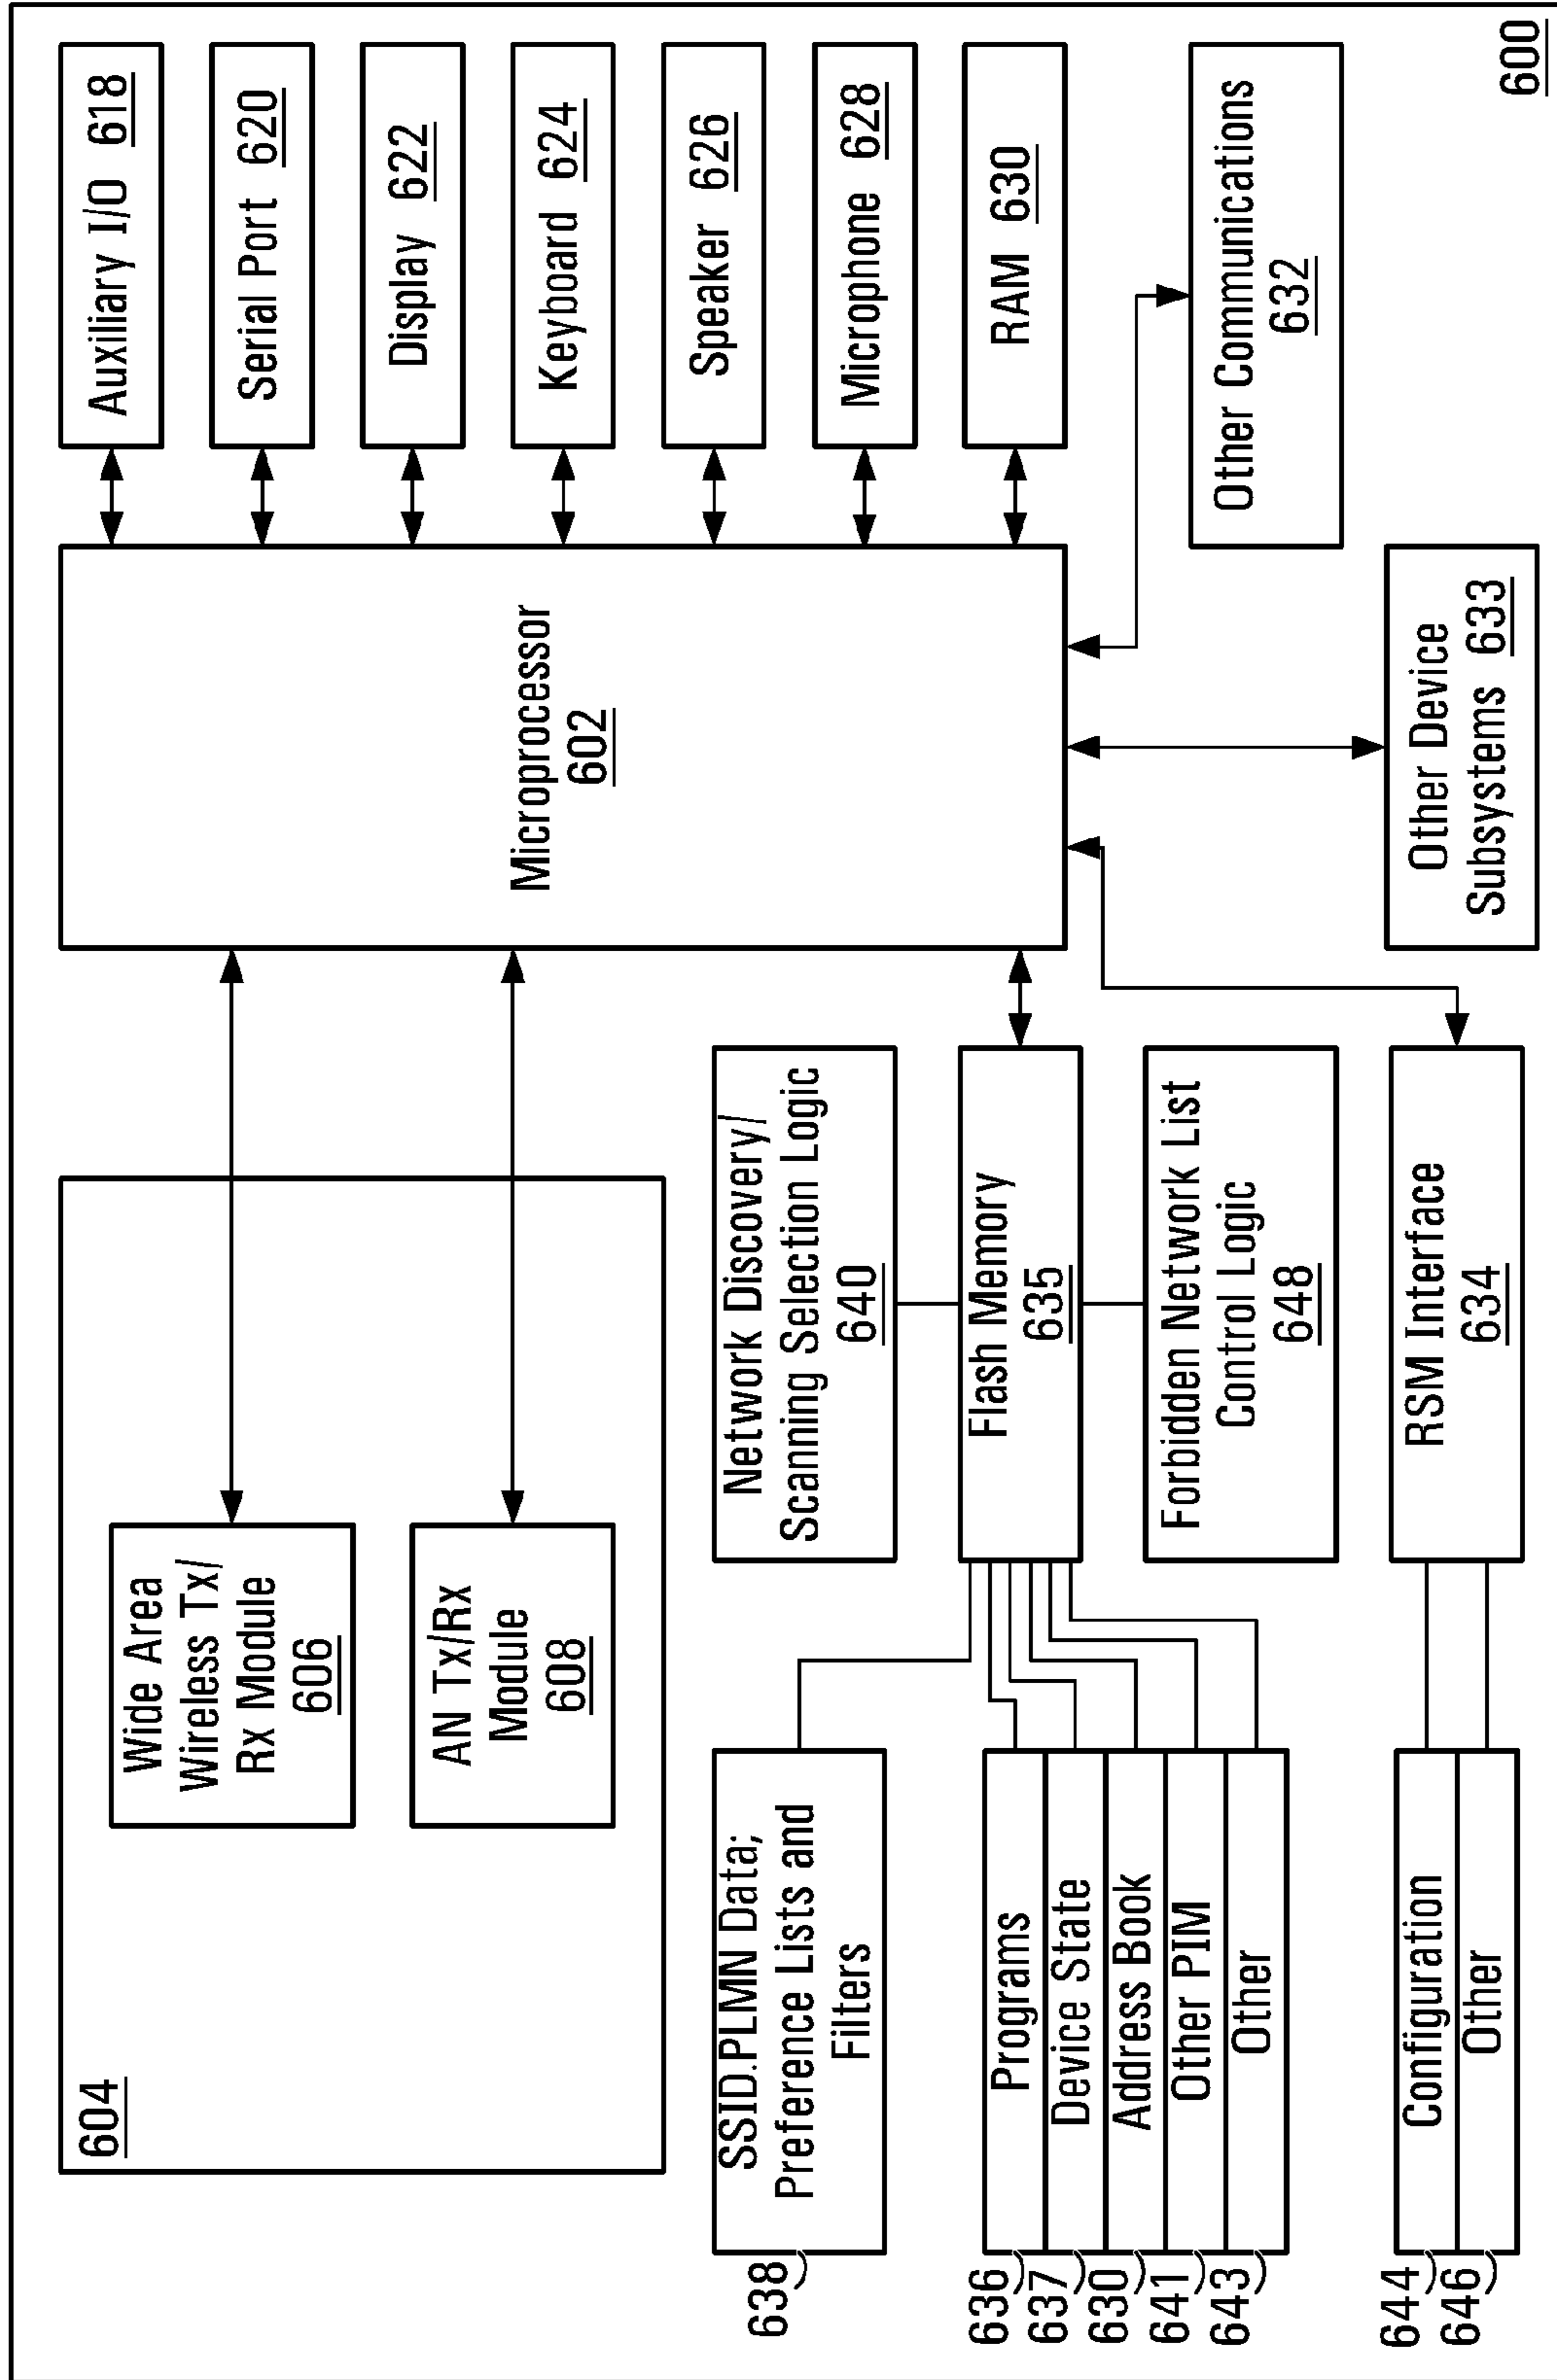 604
Wide Area
Wireless Tx/
Rx Module
606
AN Tx/Rx
Module
608
Microprocessor
602
Auxiliary I/O 618
Serial Port 620
Display 622
Keyboard 624
Speaker 626
Microphone 628
RAM 630
Other Communications
632
Other Device
Subsystems 633
Network Discovery/
Scanning Selection Logic
640
Flash Memory
635
Forbidden Network List
Control Logic
648
RSM Interface
634
638
SSID.PLMN Data;
Preference Lists and
Filters
636 Programs
637 Device State
630 Address Book
641 Other PIM
643 Other
644 Configuration
646 Other
600